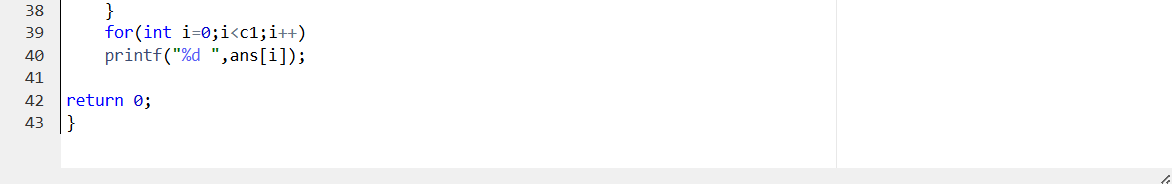 38 }
39 for(int i=0;i<c1;i++)
40 printf("%d ",ans[i]);
41
42 return 0;
43 }